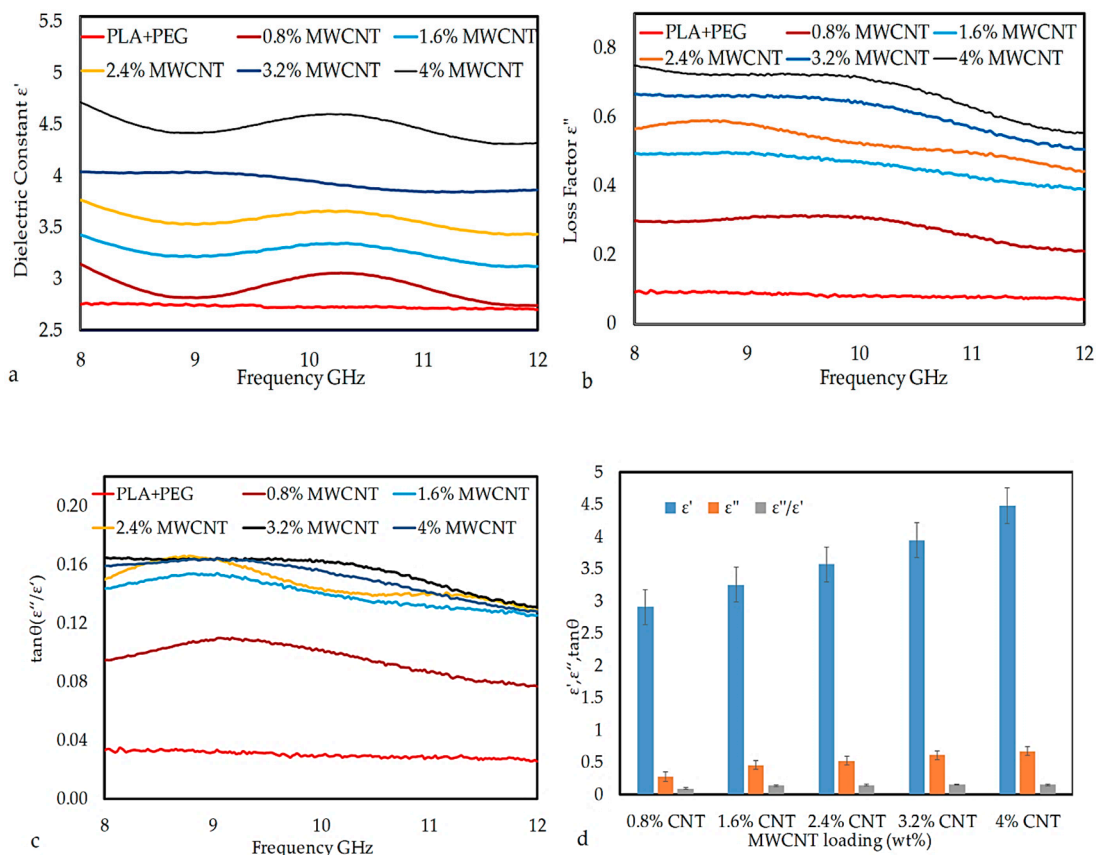 5.5
PLA+PEG 0.8% MWCNT 1.6% MWCNT
5
2.4% MWCNT 3.2% MWCNT 4% MWCNT
4.5
4
3.5
3
2.5
8 9 10 11 12
Dielectric Constant ε'
Frequency GHz
a
0.8
PLA+PEG 0.8% MWCNT 1.6% MWCNT
2.4% MWCNT 3.2% MWCNT 4% MWCNT
0.6
0.4
0.2
0
8 9 10 11 12
Loss Factor ε"
Frequency GHz
b
0.20
PLA+PEG 0.8% MWCNT 1.6% MWCNT
2.4% MWCNT 3.2% MWCNT 4% MWCNT
0.16
0.12
0.08
0.04
0.00
8 9 10 11 12
tanθ(ε″/ε′)
Frequency GHz
c
5
4.5
ε' ε" ε"/ε'
4
3.5
3
2.5
2
1.5
1
0.5
0
ε',ε″,tanθ
0.8% CNT 1.6% CNT 2.4% CNT 3.2% CNT 4% CNT
MWCNT loading (wt%)
d